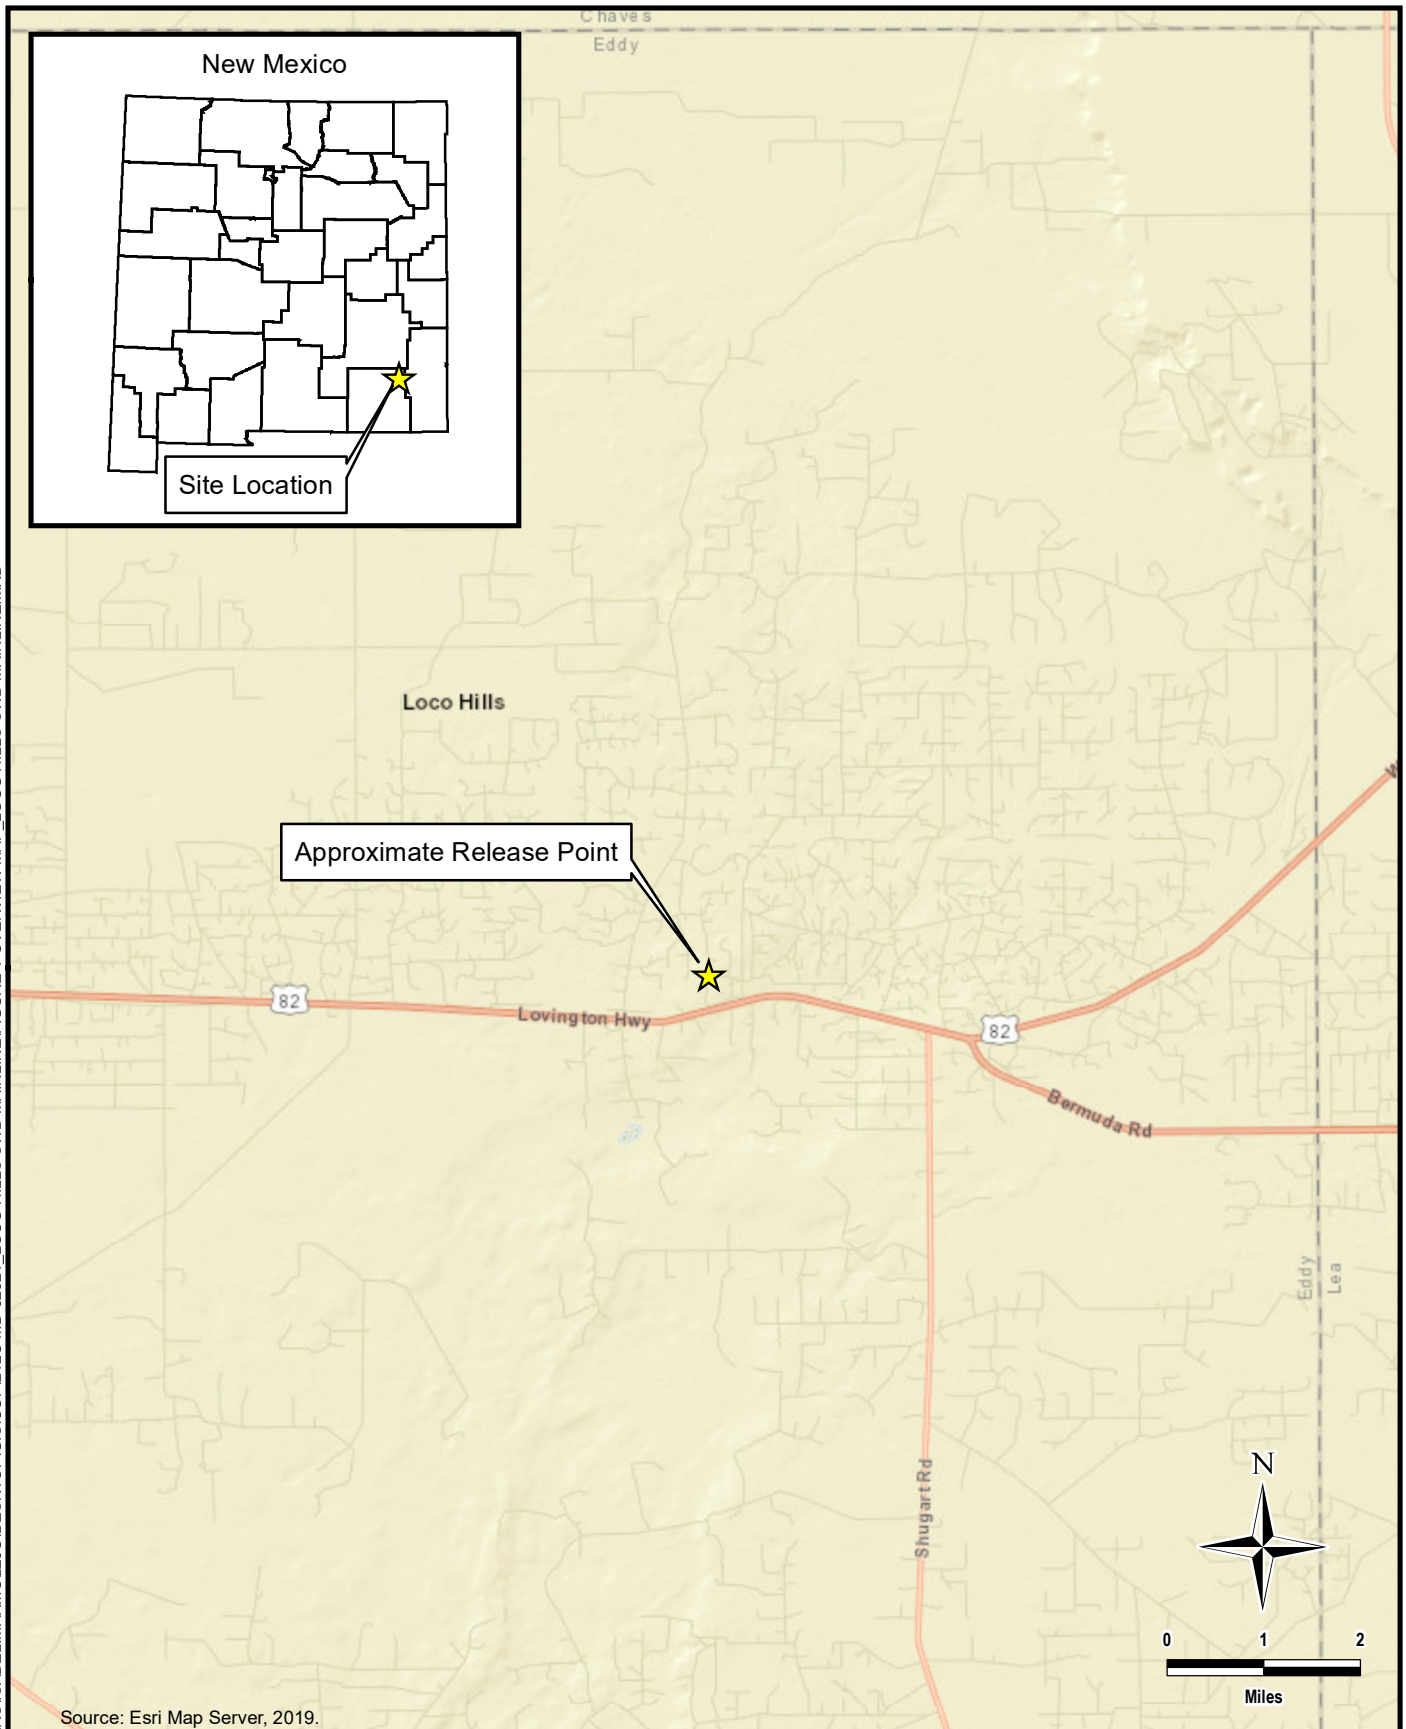 Chaves
Eddy
New Mexico
Site Location
Loco Hills
Approximate Release Point
82
Lovington Hwy
82
Bermuda Rd
Eddy
Lea
Shugart Rd
N
0 1 2
Miles
Source: Esri Map Server, 2019.